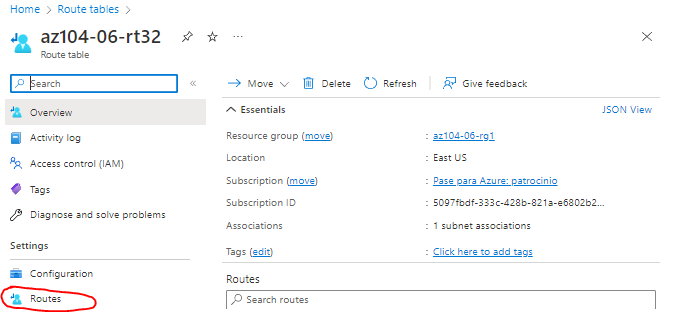 Home > Route tables >
az104-06-rt32
Route table
Search
Overview
Activity log
Access control (IAM)
Tags
Diagnose and solve problems
Settings
Configuration
Routes
Move
Delete
Refresh
Give feedback
Essentials
JSON View
Resource group (move) : az104-06-rg1
Location : East US
Subscription (move) : Pase para Azure: patrocinio
Subscription ID : 5097fbdf-333c-428b-821a-e6802b2...
Associations : 1 subnet associations
Tags (edit) : Click here to add tags
Routes
Search routes